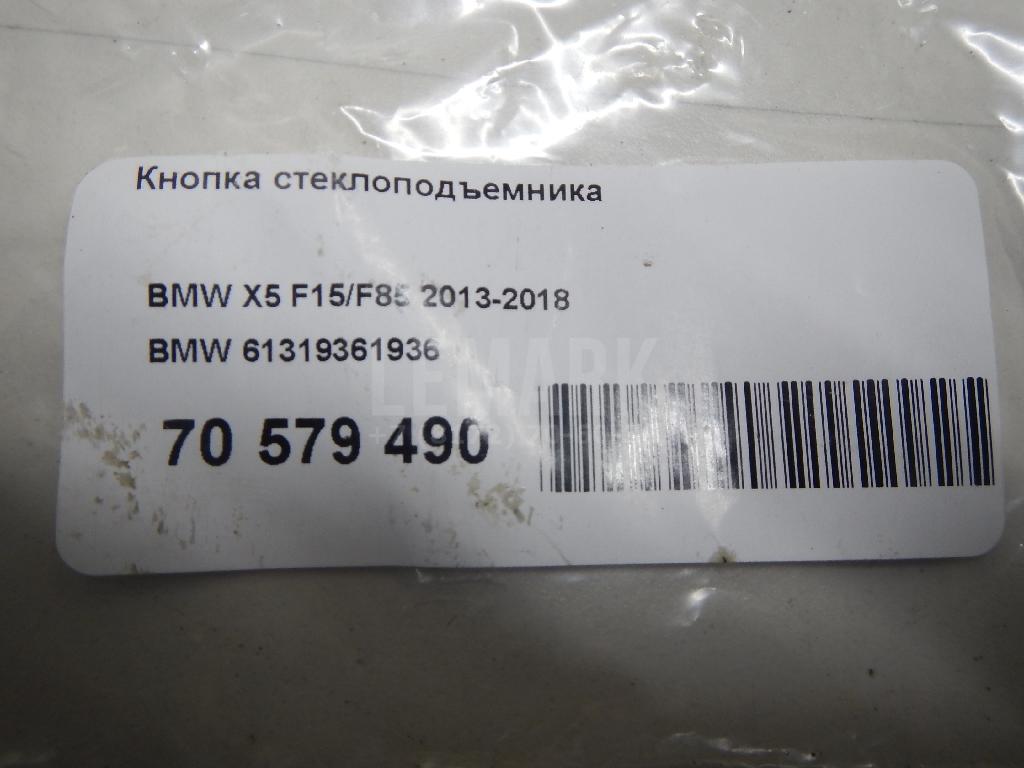 Кнопка стеклоподъемника
BMW X5 F15/F85 2013-2018
BMW 61319361936
LEMARK
70 579 490